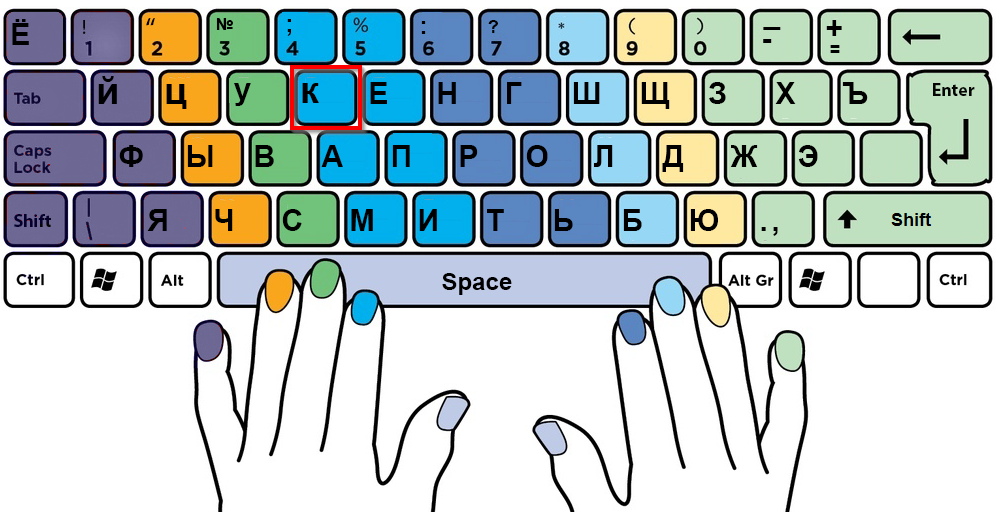 Ё ! 1 “ 2 № 3 ; 4 % 5 : 6 ? 7 * 8 ( 9 ) 0 — - + =
Tab Й Ц У К Е Н Г Ш Щ З Х Ъ Enter
Caps Lock Ф Ы В А П Р О Л Д Ж Э
Shift | \ Я Ч С М И Т Ь Б Ю ., Shift
Ctrl Alt Space Alt Gr Ctrl